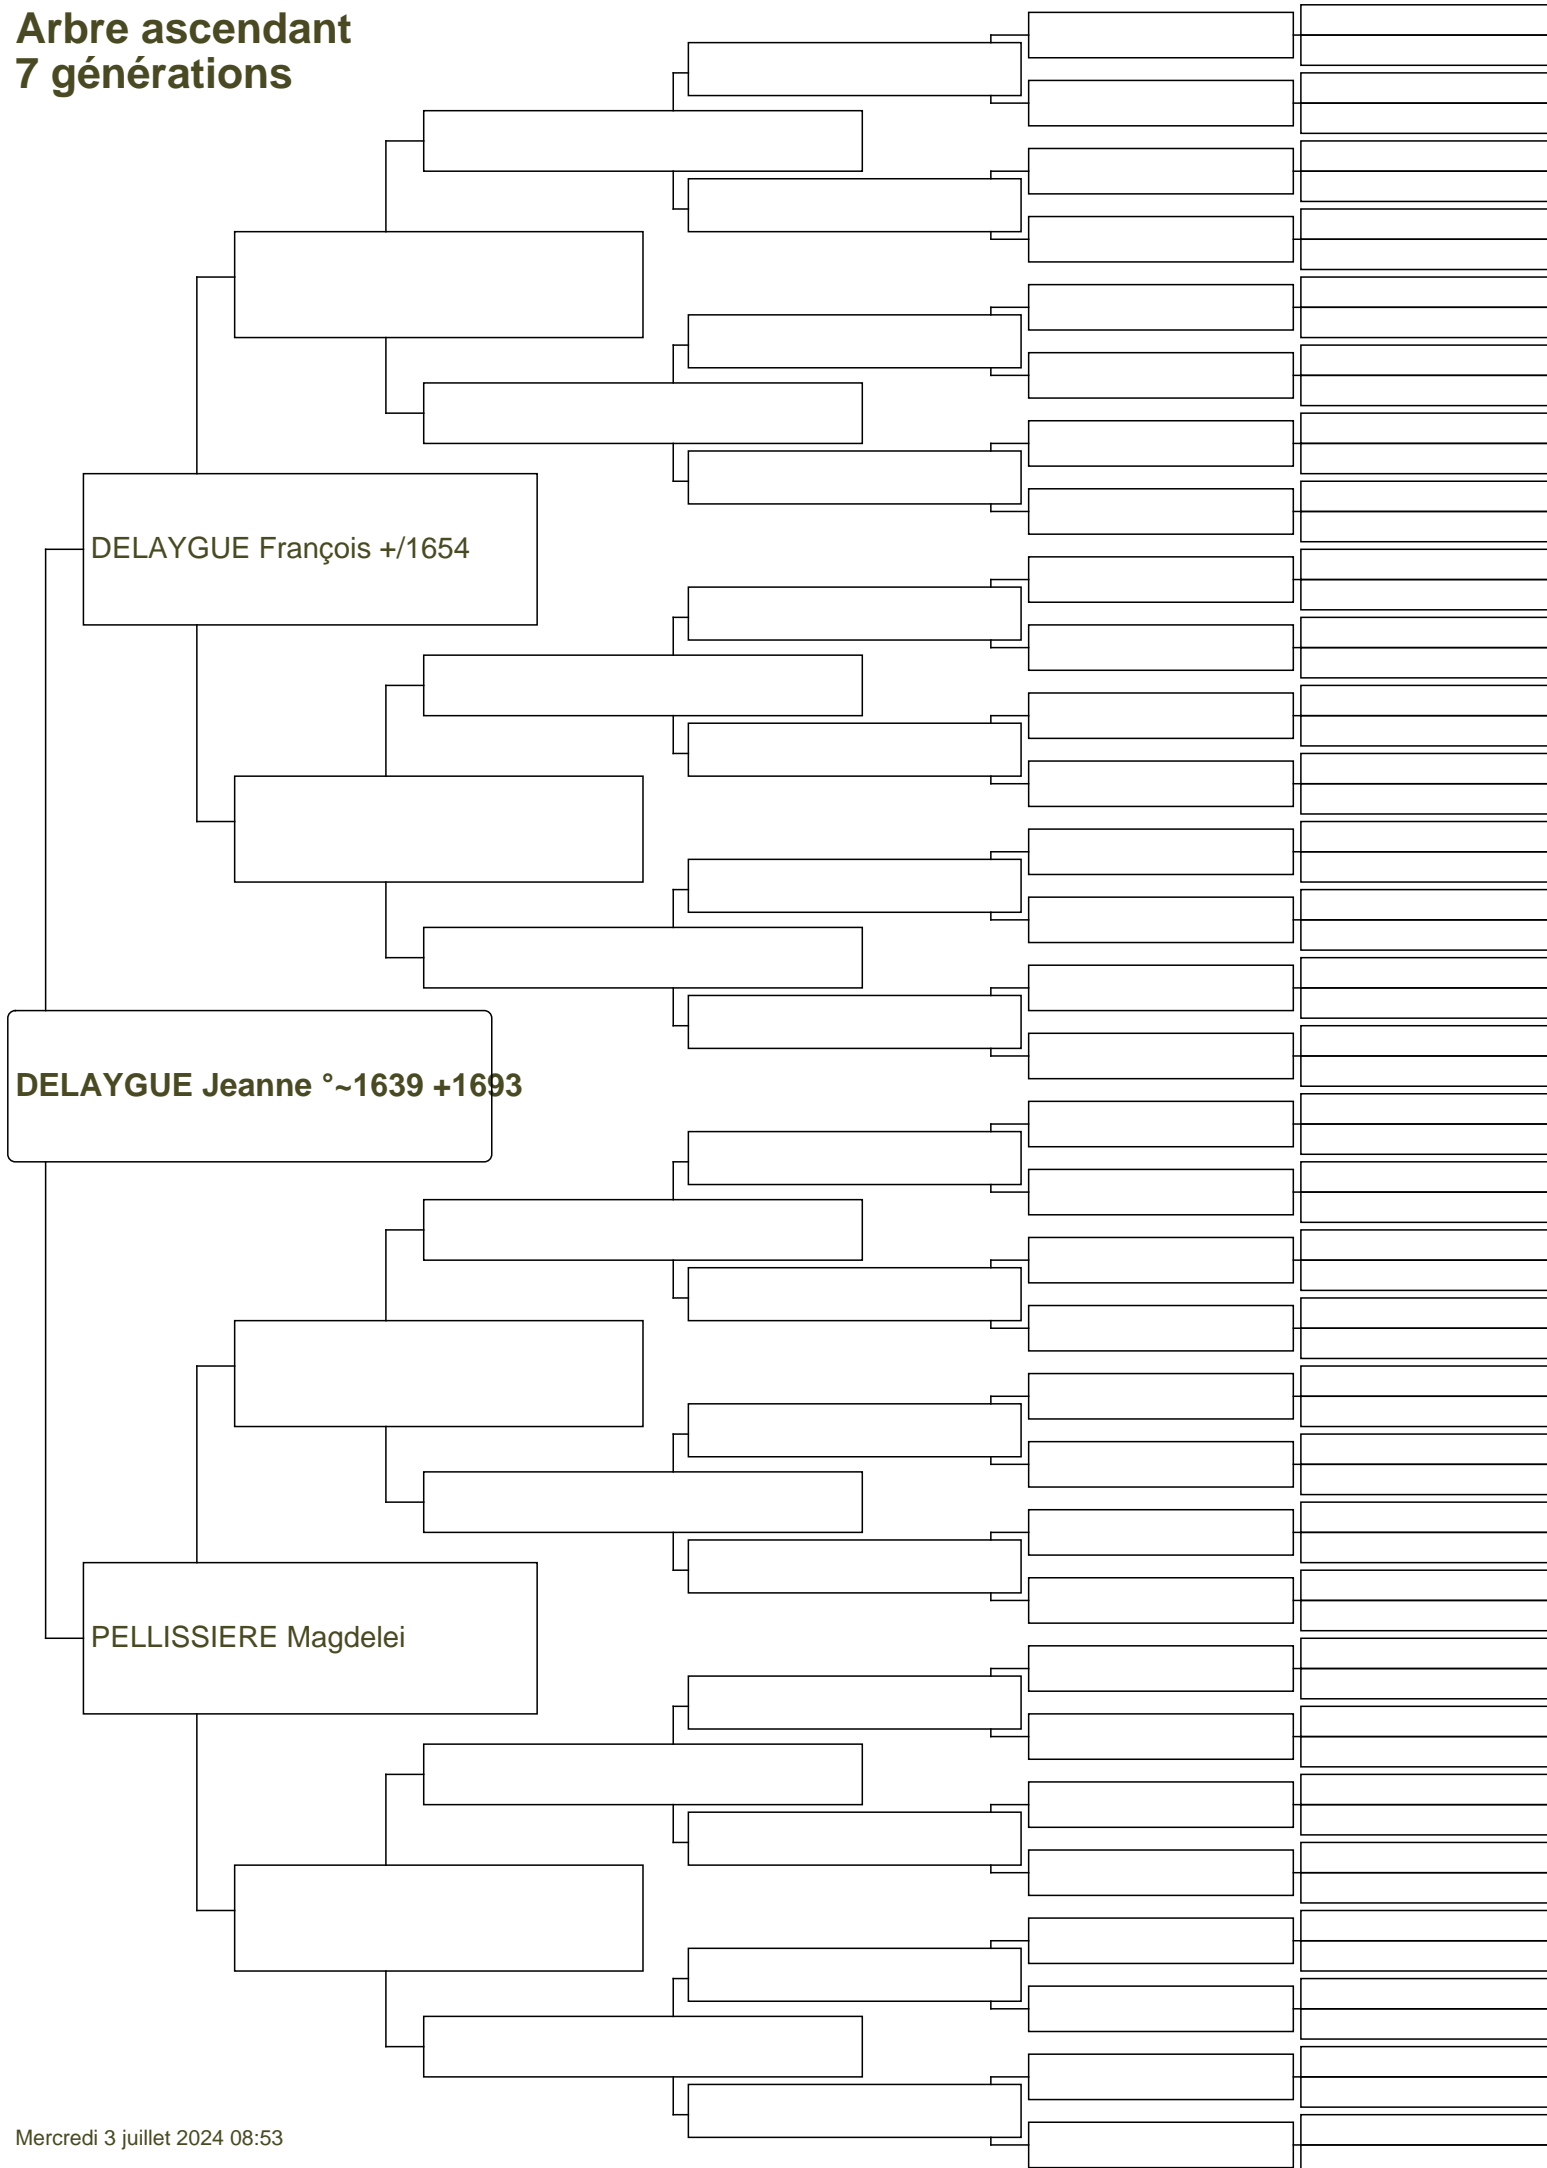 Arbre ascendant
7 générations
DELAYGUE François +/1654
DELAYGUE Jeanne °~1639 +1693
PELLISSIERE Magdelei
Mercredi 3 juillet 2024 08:53